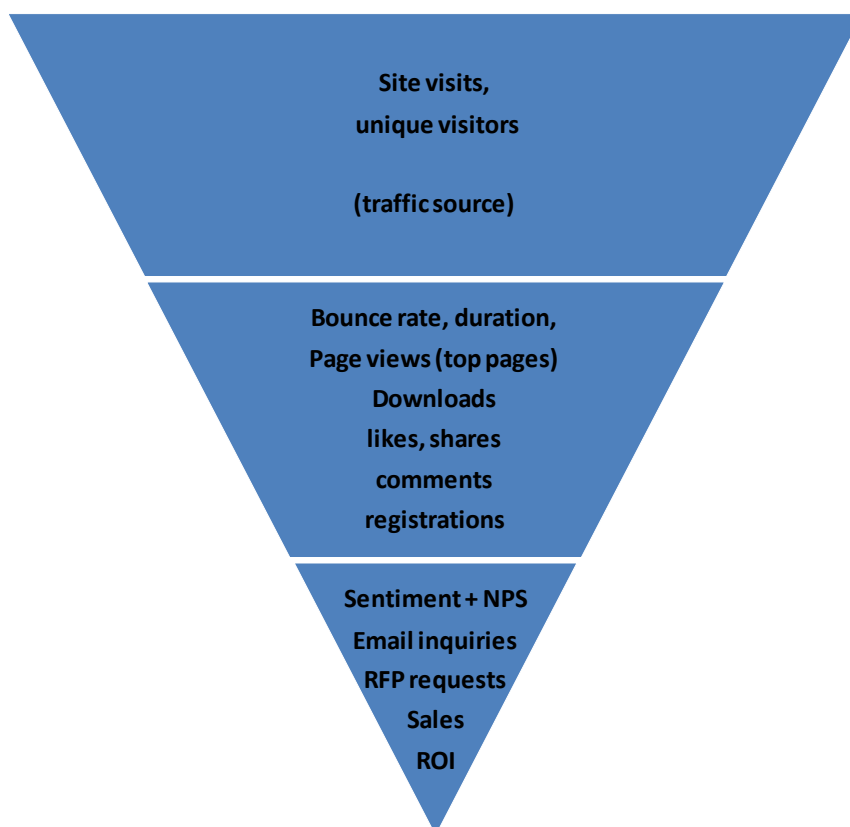 Site visits,
unique visitors
(traffic source)
Bounce rate, duration,
Page views (top pages)
Downloads
likes, shares
comments
registrations
Sentiment + NPS
Email inquiries
RFP requests
Sales
ROI